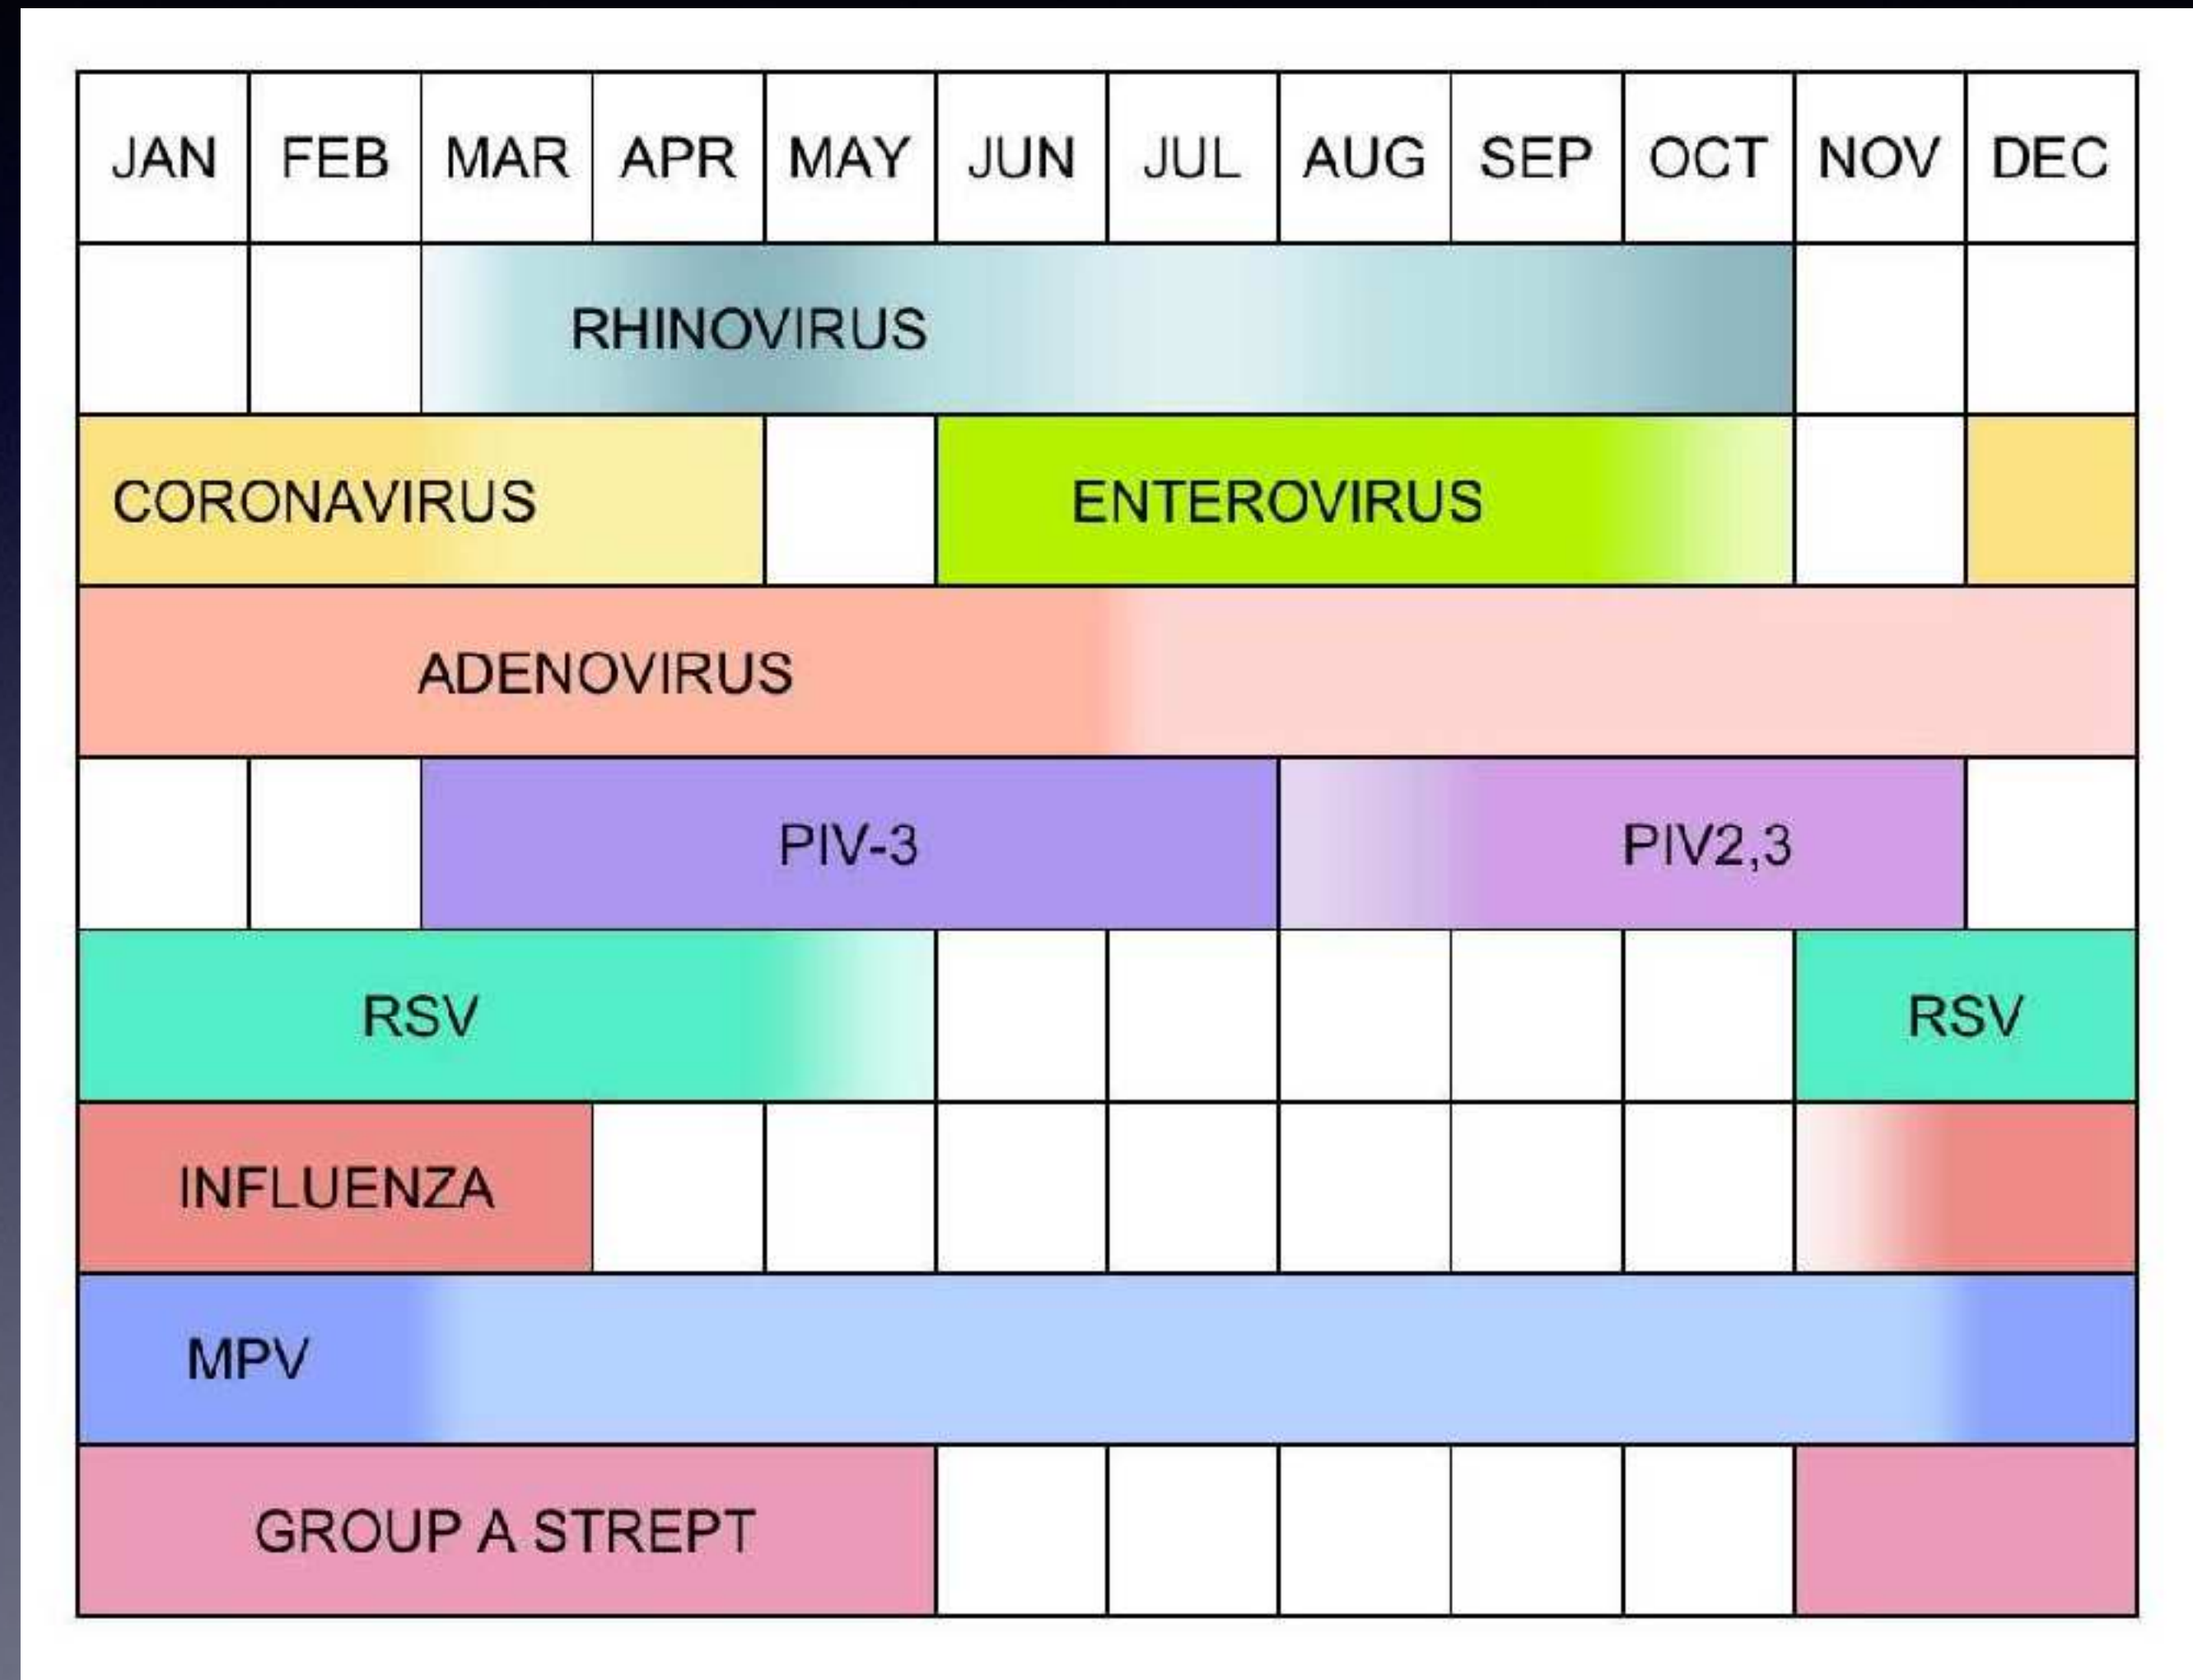 JAN FEB MAR APR MAY JUN JUL AUG SEP OCT NOV DEC
RHINOVIRUS
CORONAVIRUS ENTEROVIRUS
ADENOVIRUS
PIV-3 PIV2,3
RSV RSV
INFLUENZA
MPV
GROUP A STREPT